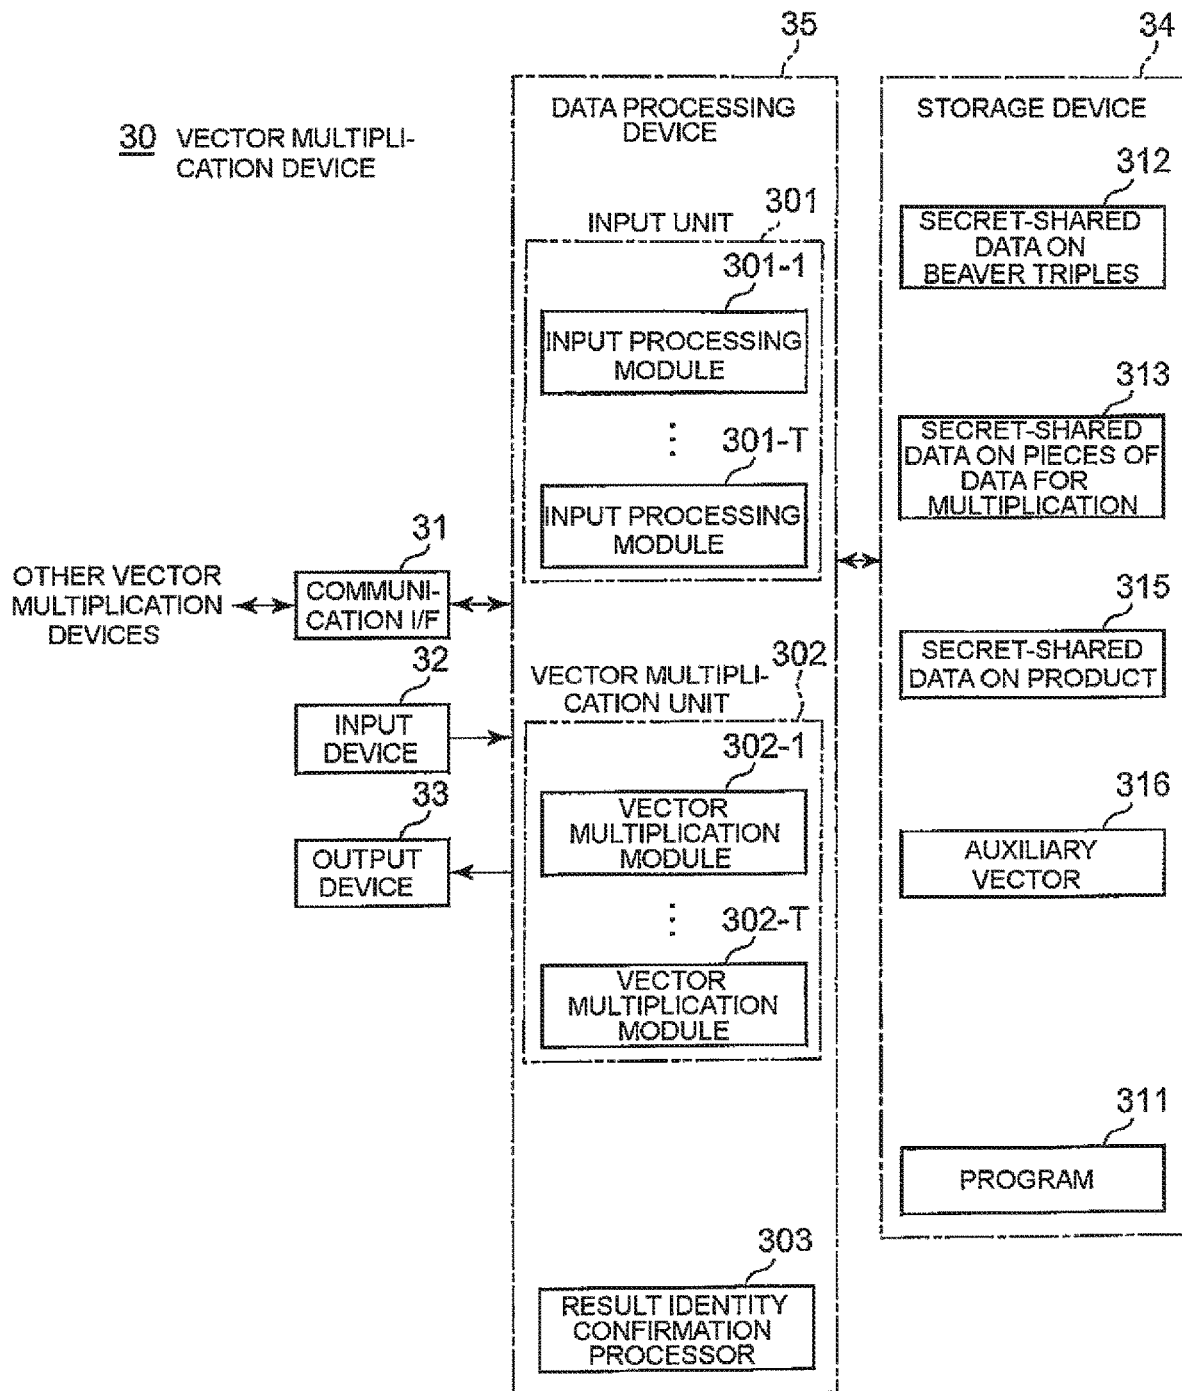 35
34
DATA PROCESSING
DEVICE
STORAGE DEVICE
30 VECTOR MULTIPLI-
CATION DEVICE
312
SECRET-SHARED
DATA ON
BEAVER TRIPLES
301
INPUT UNIT
301-1
INPUT PROCESSING
MODULE
313
SECRET-SHARED
DATA ON PIECES OF
DATA FOR
MULTIPLICATION
301-T
INPUT PROCESSING
MODULE
31
OTHER VECTOR
MULTIPLICATION
DEVICES
COMMUNI-
CATION I/F
315
SECRET-SHARED
DATA ON PRODUCT
302
VECTOR MULTIPLI-
CATION UNIT
32
INPUT
DEVICE
302-1
VECTOR
MULTIPLICATION
MODULE
33
OUTPUT
DEVICE
316
AUXILIARY
VECTOR
302-T
VECTOR
MULTIPLICATION
MODULE
311
PROGRAM
303
RESULT IDENTITY
CONFIRMATION
PROCESSOR